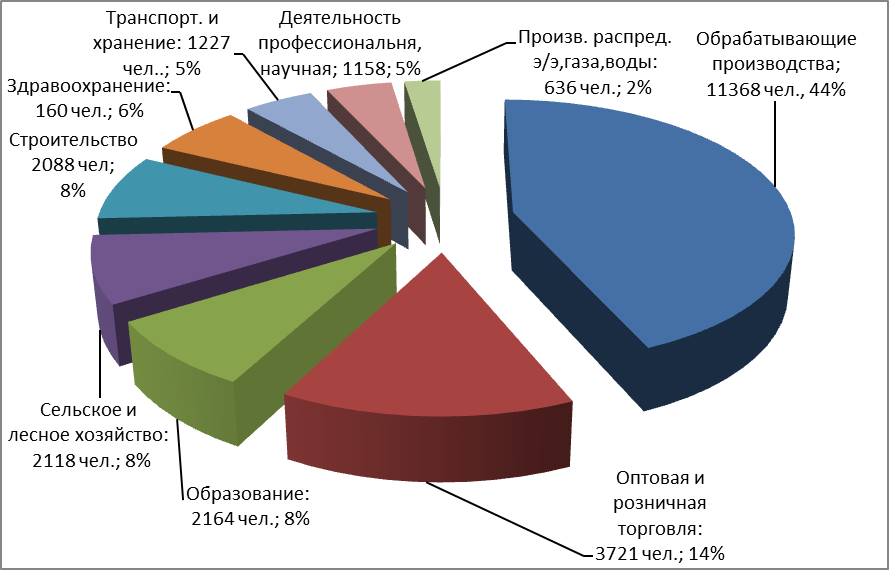 Транспорт. и
хранение: 1227
чел..; 5%
Деятельность
профессиональня,
научная; 1158; 5%
Произв. распред.
э/э,газа,воды:
636 чел.; 2%
Обрабатывающие
производства;
11368 чел., 44%
Здравоохранение:
160 чел.; 6%
Строительство
2088 чел;
8%
Сельское и
лесное хозяйство:
2118 чел.; 8%
Образование:
2164 чел.; 8%
Оптовая и
розничная
торговля:
3721 чел.; 14%